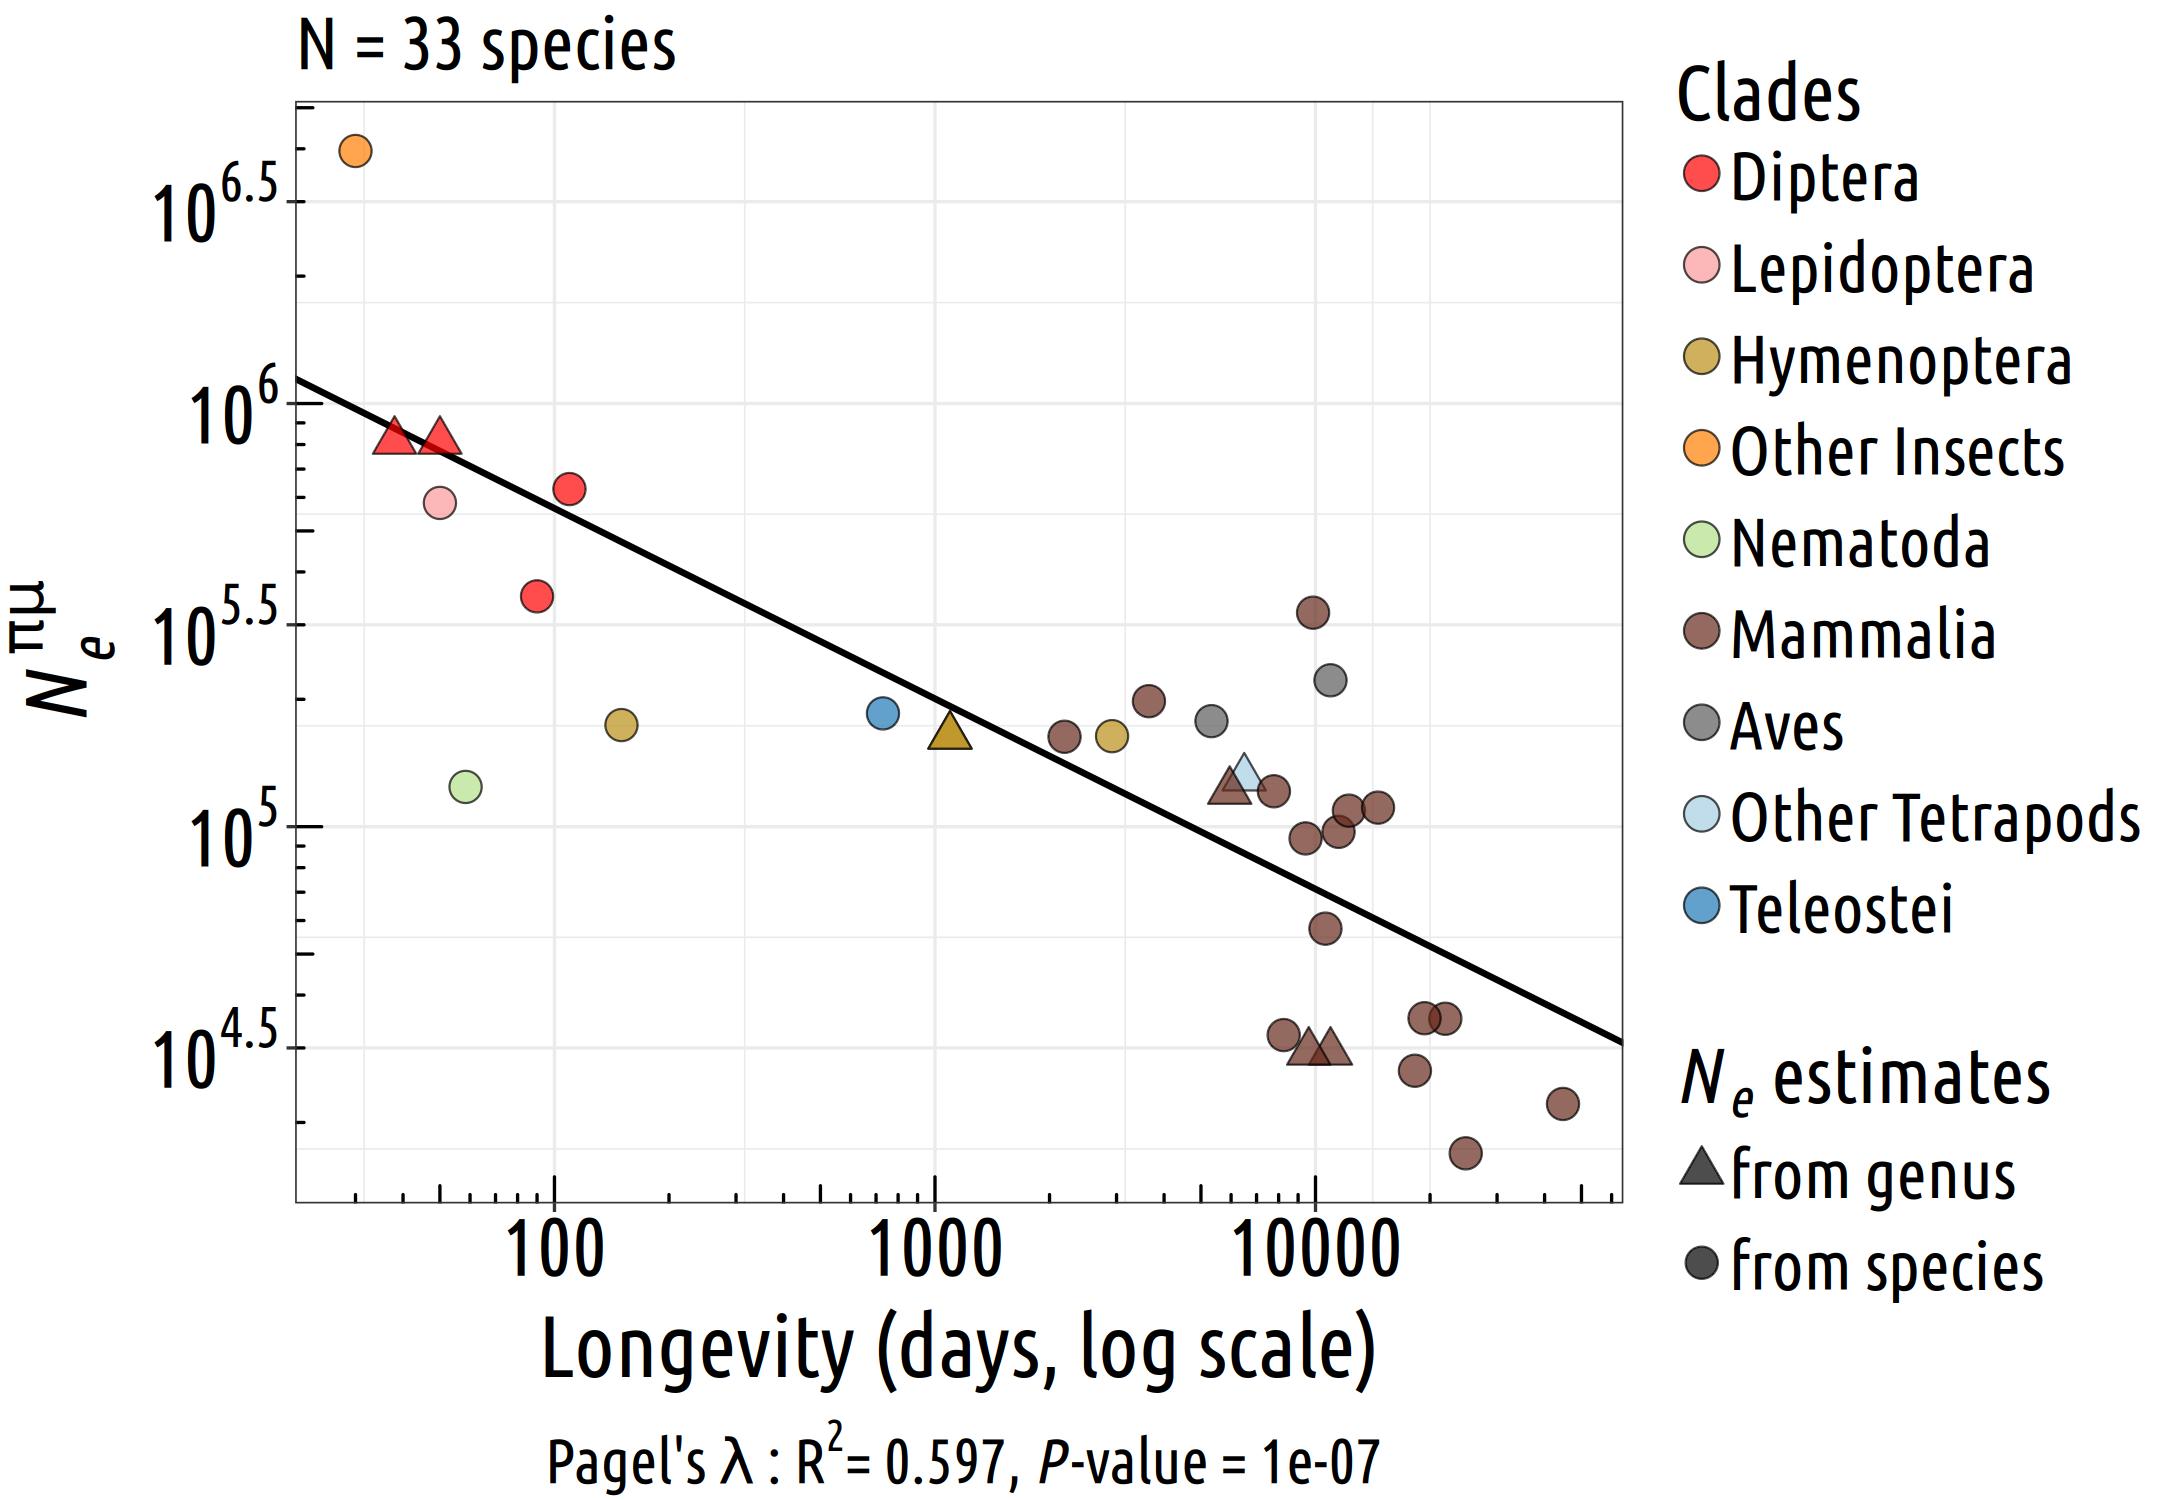 N = 33 species
10^6.5
10^6
10^5.5
10^5
10^4.5
N_e^πμ
100 1000 10000
Longevity (days, log scale)
Pagel's λ : R²= 0.597, P-value = 1e-07
Clades
Diptera
Lepidoptera
Hymenoptera
Other Insects
Nematoda
Mammalia
Aves
Other Tetrapods
Teleostei
N_e estimates
from genus
from species